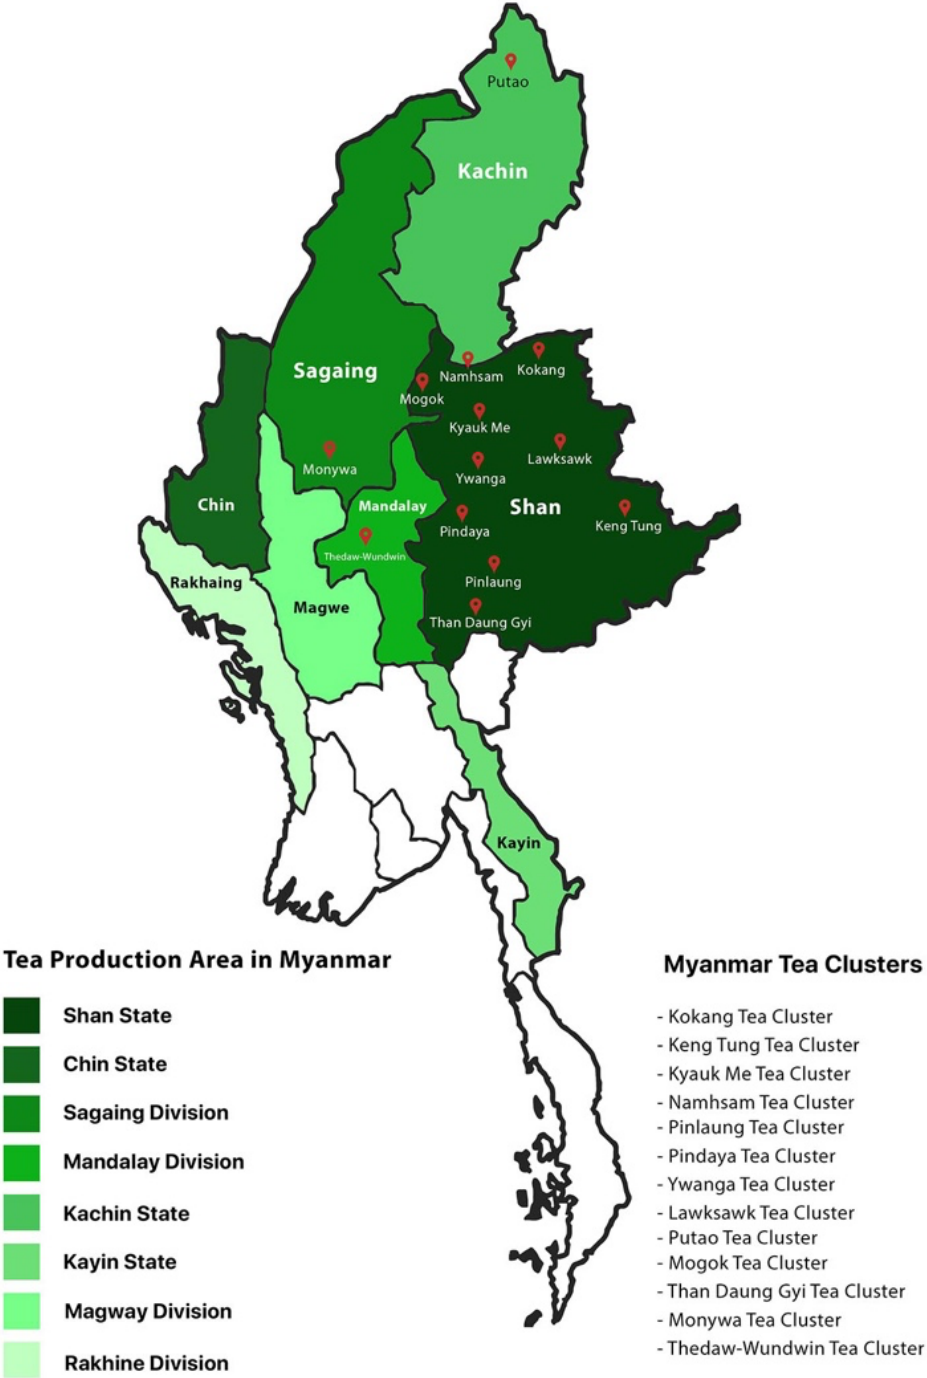 Putao
Kachin
Sagaing
Namhsam
Kokang
Mogok
Kyauk Me
Lawksawk
Monywa
Ywanga
Chin
Mandalay
Shan
Pindaya
Keng Tung
Thedaw-Wundwin
Rakhaing
Pinlaung
Magwe
Than Daung Gyi
Kayin
Tea Production Area in Myanmar
Shan State
Chin State
Sagaing Division
Mandalay Division
Kachin State
Kayin State
Magway Division
Rakhine Division
Myanmar Tea Clusters
- Kokang Tea Cluster
- Keng Tung Tea Cluster
- Kyauk Me Tea Cluster
- Namhsam Tea Cluster
- Pinlaung Tea Cluster
- Pindaya Tea Cluster
- Ywanga Tea Cluster
- Lawksawk Tea Cluster
- Putao Tea Cluster
- Mogok Tea Cluster
- Than Daung Gyi Tea Cluster
- Monywa Tea Cluster
- Thedaw-Wundwin Tea Cluster